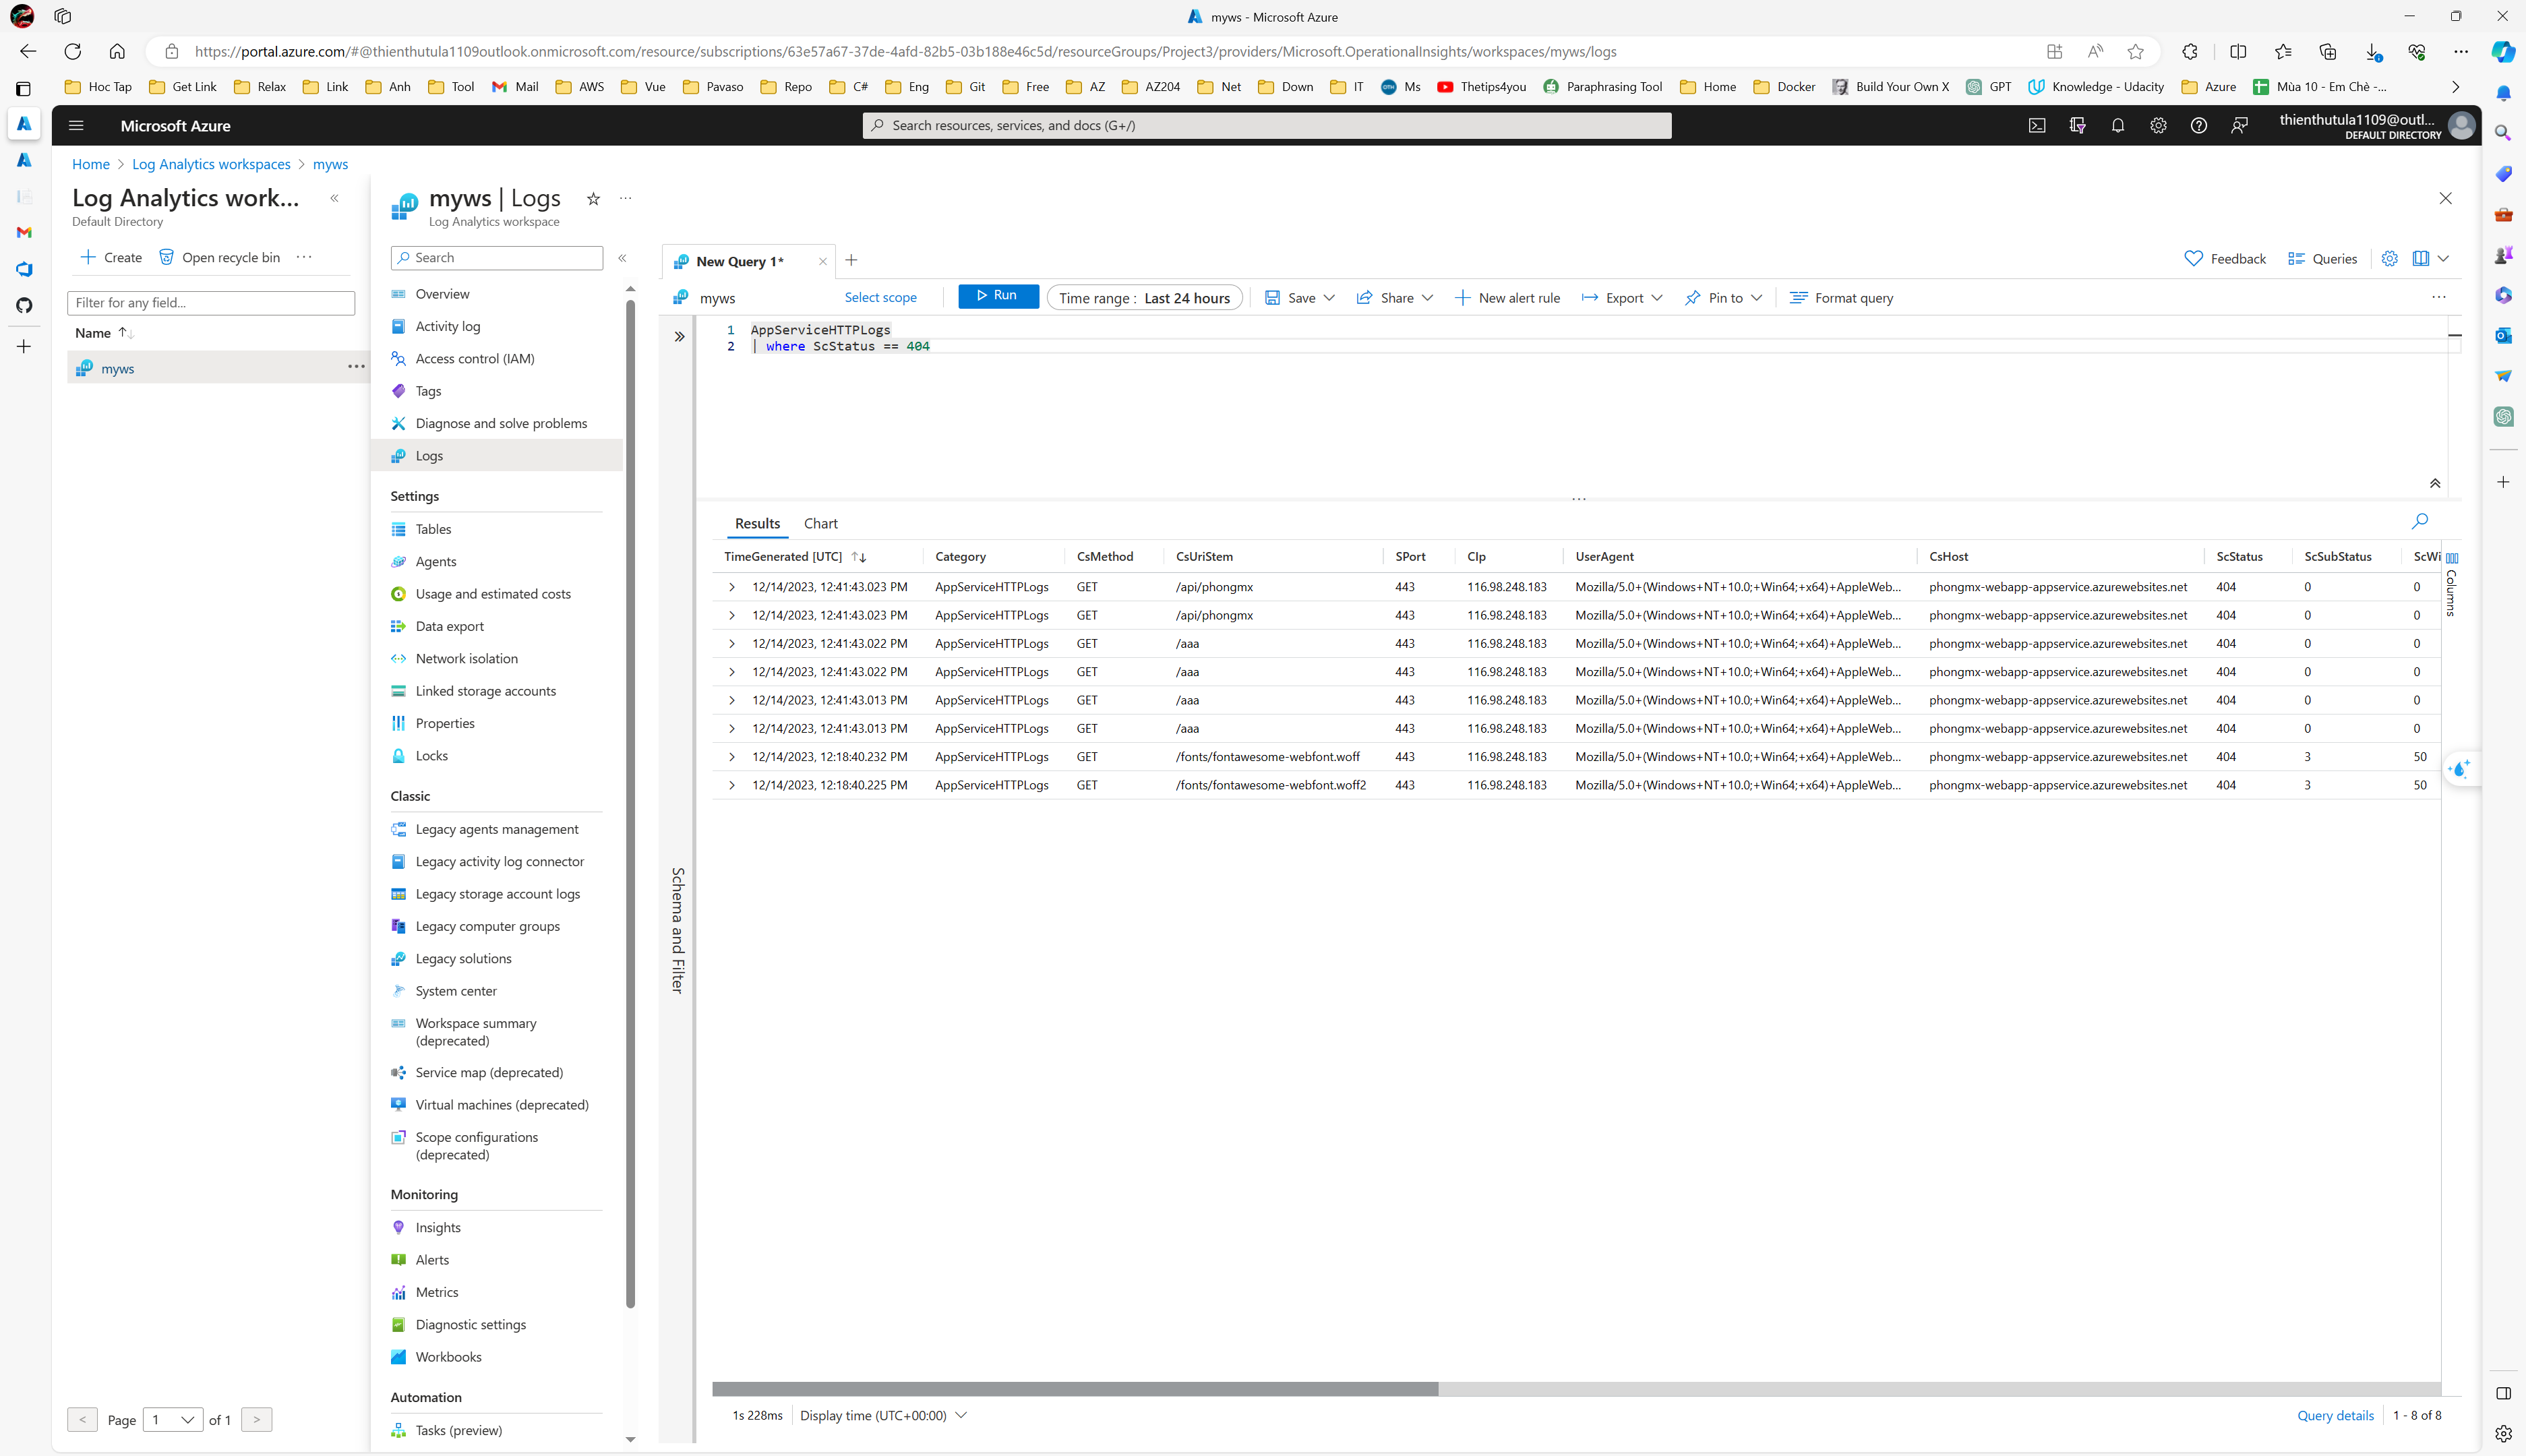 myws - Microsoft Azure
https://portal.azure.com/#@thienthutula1109outlook.onmicrosoft.com/resource/subscriptions/63e57a67-37de-4afd-82b5-03b188e46c5d/resourceGroups/Project3/providers/Microsoft.OperationalInsights/workspaces/myws/logs
Hoc Tap Get Link Relax Link Anh Tool Mail AWS Vue Pavaso Repo C# Eng Git Free AZ AZ204 Net Down IT Ms Thetips4you Paraphrasing Tool Home Docker Build Your Own X GPT Knowledge - Udacity Azure Mùa 10 - Em Chè -...
Microsoft Azure
Search resources, services, and docs (G+/)
thienthutula1109@outl...
DEFAULT DIRECTORY
Home > Log Analytics workspaces > myws
Log Analytics work...
Default Directory
+ Create Open recycle bin ...
Filter for any field...
Name
myws
Page 1 of 1
myws | Logs
Log Analytics workspace
Search
Overview
Activity log
Access control (IAM)
Tags
Diagnose and solve problems
Logs
Settings
Tables
Agents
Usage and estimated costs
Data export
Network isolation
Linked storage accounts
Properties
Locks
Classic
Legacy agents management
Legacy activity log connector
Legacy storage account logs
Legacy computer groups
Legacy solutions
System center
Workspace summary
(deprecated)
Service map (deprecated)
Virtual machines (deprecated)
Scope configurations
(deprecated)
Monitoring
Insights
Alerts
Metrics
Diagnostic settings
Workbooks
Automation
Tasks (preview)
New Query 1*
Feedback Queries
myws Select scope Run Time range : Last 24 hours Save Share New alert rule Export Pin to Format query
1 AppServiceHTTPLogs
2 | where ScStatus == 404
Schema and Filter
Results Chart
TimeGenerated [UTC] Category CsMethod CsUriStem SPort CIp UserAgent CsHost ScStatus ScSubStatus ScWi
12/14/2023, 12:41:43.023 PM AppServiceHTTPLogs GET /api/phongmx 443 116.98.248.183 Mozilla/5.0+(Windows+NT+10.0;+Win64;+x64)+AppleWeb... phongmx-webapp-appservice.azurewebsites.net 404 0 0
12/14/2023, 12:41:43.023 PM AppServiceHTTPLogs GET /api/phongmx 443 116.98.248.183 Mozilla/5.0+(Windows+NT+10.0;+Win64;+x64)+AppleWeb... phongmx-webapp-appservice.azurewebsites.net 404 0 0
12/14/2023, 12:41:43.022 PM AppServiceHTTPLogs GET /aaa 443 116.98.248.183 Mozilla/5.0+(Windows+NT+10.0;+Win64;+x64)+AppleWeb... phongmx-webapp-appservice.azurewebsites.net 404 0 0
12/14/2023, 12:41:43.022 PM AppServiceHTTPLogs GET /aaa 443 116.98.248.183 Mozilla/5.0+(Windows+NT+10.0;+Win64;+x64)+AppleWeb... phongmx-webapp-appservice.azurewebsites.net 404 0 0
12/14/2023, 12:41:43.013 PM AppServiceHTTPLogs GET /aaa 443 116.98.248.183 Mozilla/5.0+(Windows+NT+10.0;+Win64;+x64)+AppleWeb... phongmx-webapp-appservice.azurewebsites.net 404 0 0
12/14/2023, 12:41:43.013 PM AppServiceHTTPLogs GET /aaa 443 116.98.248.183 Mozilla/5.0+(Windows+NT+10.0;+Win64;+x64)+AppleWeb... phongmx-webapp-appservice.azurewebsites.net 404 0 0
12/14/2023, 12:18:40.232 PM AppServiceHTTPLogs GET /fonts/fontawesome-webfont.woff 443 116.98.248.183 Mozilla/5.0+(Windows+NT+10.0;+Win64;+x64)+AppleWeb... phongmx-webapp-appservice.azurewebsites.net 404 3 50
12/14/2023, 12:18:40.225 PM AppServiceHTTPLogs GET /fonts/fontawesome-webfont.woff2 443 116.98.248.183 Mozilla/5.0+(Windows+NT+10.0;+Win64;+x64)+AppleWeb... phongmx-webapp-appservice.azurewebsites.net 404 3 50
Columns
1s 228ms Display time (UTC+00:00) Query details 1 - 8 of 8